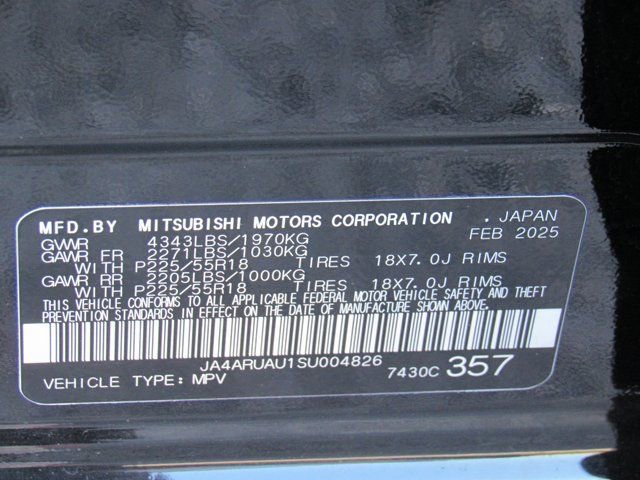 MFD.BY MITSUBISHI MOTORS CORPORATION . JAPAN
GVWR 4343LBS/1970KG FEB 2025
GAWR FR 2271LBS/1030KG
WITH P225/55R18 TIRES 18X7.0J RIMS
GAWR RR 2205LBS/1000KG
WITH P225/55R18 TIRES 18X7.0J RIMS
THIS VEHICLE CONFORMS TO ALL APPLICABLE FEDERAL MOTOR VEHICLE SAFETY AND THEFT
PREVENTION STANDARDS IN EFFECT ON THE DATE OF MANUFACTURE SHOWN ABOVE.
JA4ARUAU1SU004826
VEHICLE TYPE: MPV 7430C 357